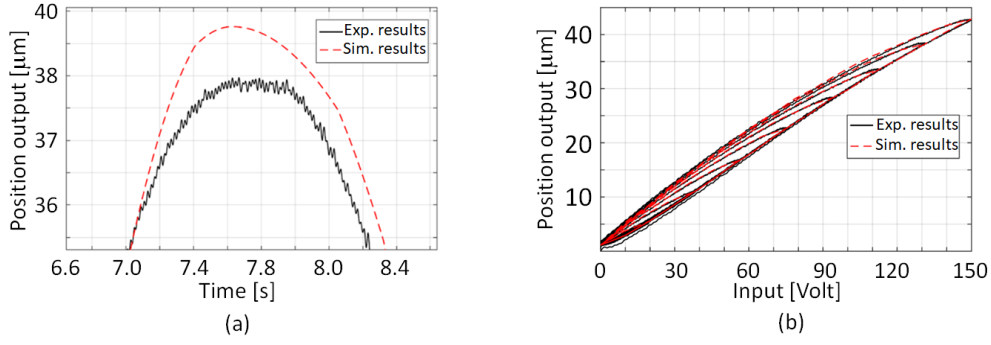 40
38
37
36
Position output [µm]
Exp. results
Sim. results
6.6 7.0 7.4 7.8 8.0 8.4
Time [s]
(a)
40
30
20
10
Position output [µm]
Exp. results
Sim. results
0 30 60 90 120 150
Input [Volt]
(b)